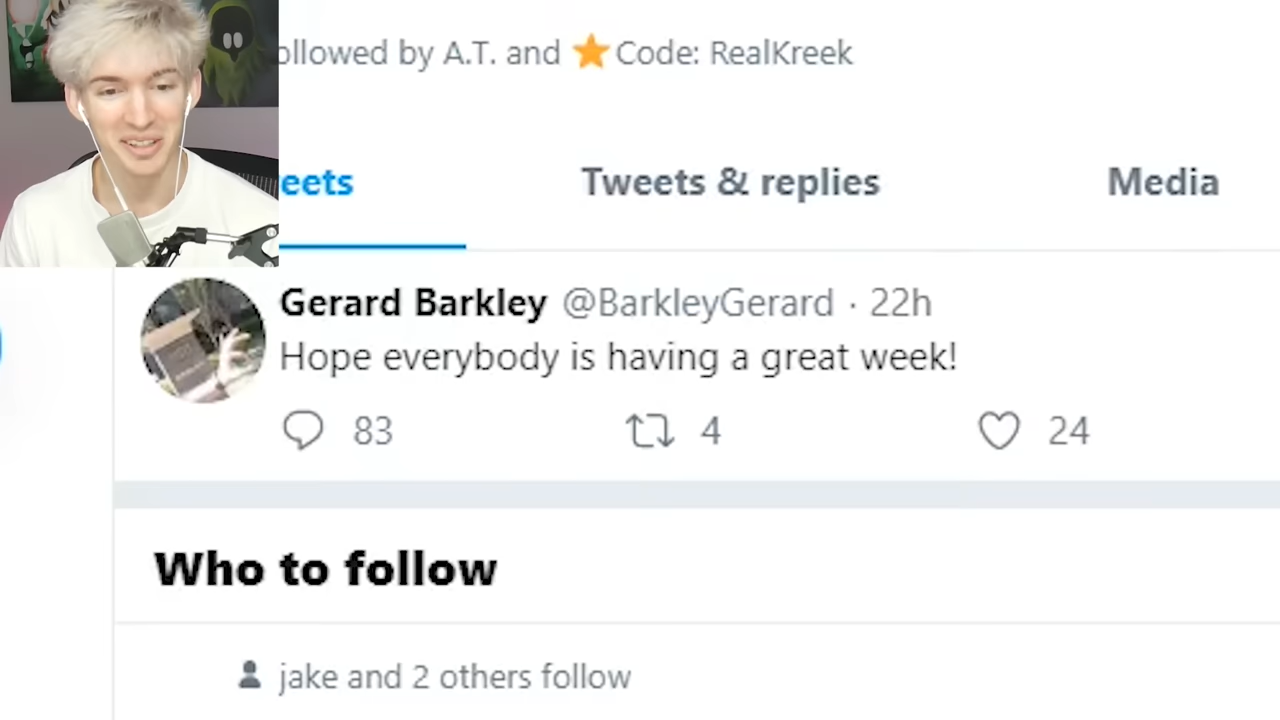 ollowed by A.T. and ⭐Code: RealKreek
eets
Tweets & replies
Media
Gerard Barkley @BarkleyGerard · 22h
Hope everybody is having a great week!
83
4
24
Who to follow
jake and 2 others follow